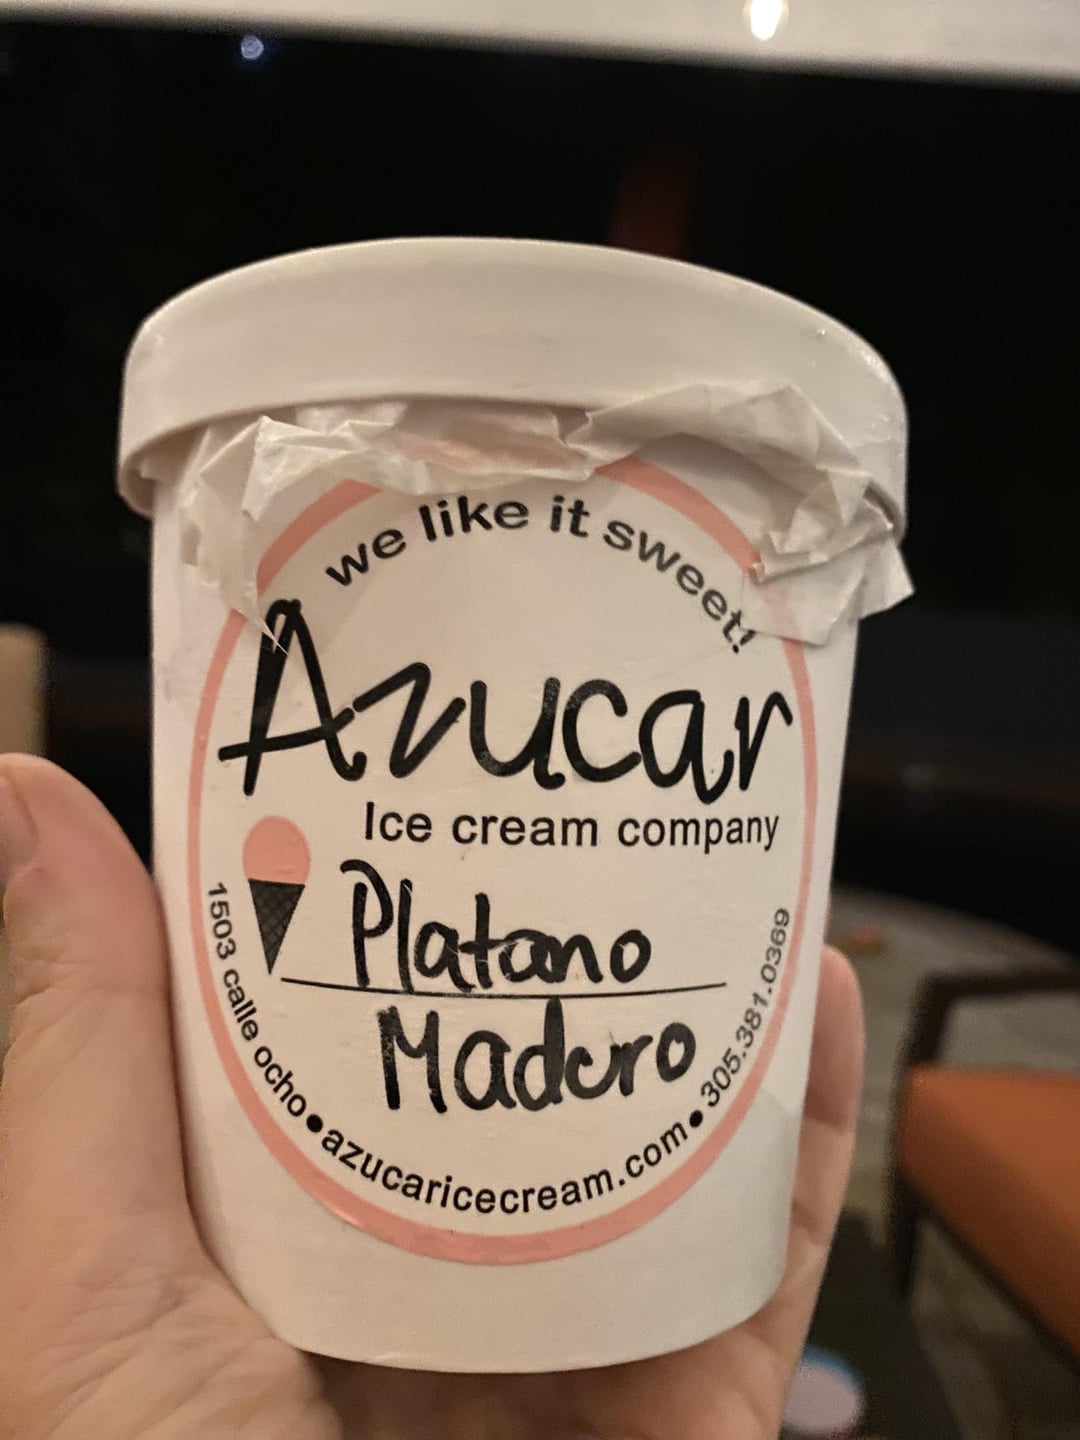 we like it sweet!
Azucar
Ice cream company
Platano
Maduro
1503 calle ocho • azucaricecream.com • 305.381.0369